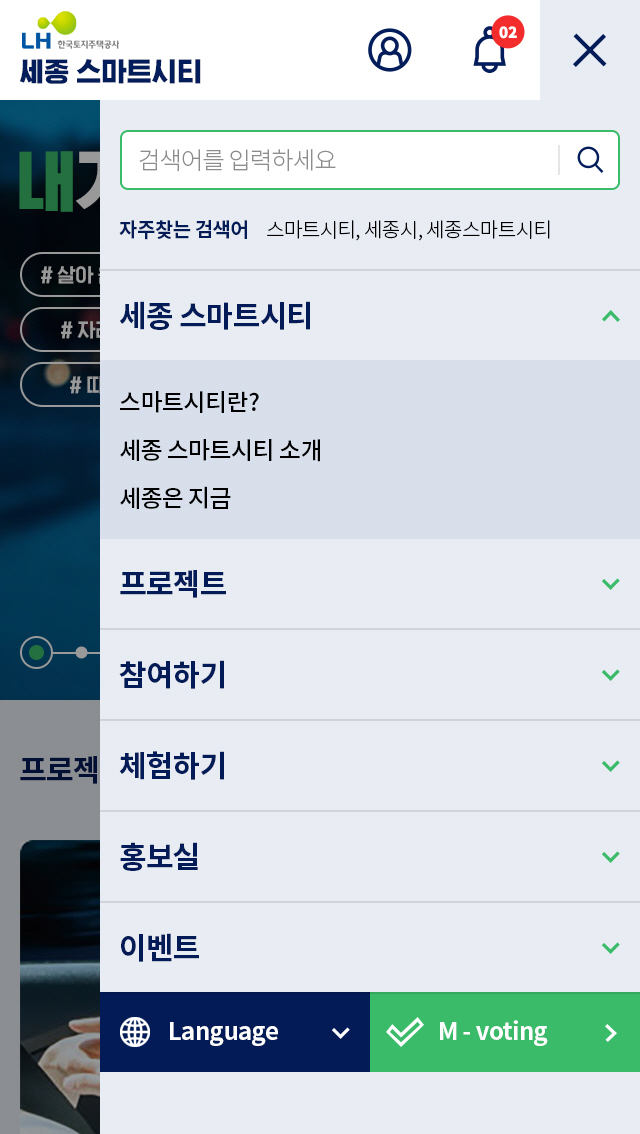 LH 한국토지주택공사
세종 스마트시티
02
검색어를 입력하세요
자주찾는 검색어 스마트시티, 세종시, 세종스마트시티
내
# 살아
# 자
#
세종 스마트시티
스마트시티란?
세종 스마트시티 소개
세종은 지금
프로젝트
참여하기
프로젝
체험하기
홍보실
이벤트
Language
M - voting